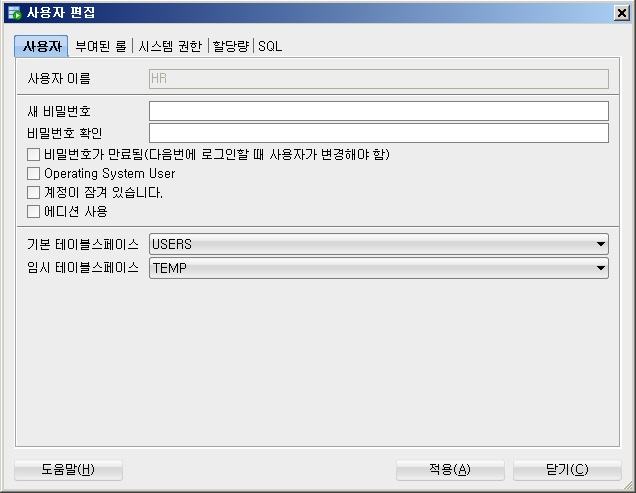 사용자 편집
사용자 부여된 롤 시스템 권한 할당량 SQL
사용자 이름 HR
새 비밀번호
비밀번호 확인
비밀번호가 만료됨(다음번에 로그인할 때 사용자가 변경해야 함)
Operating System User
계정이 잠겨 있습니다.
에디션 사용
기본 테이블스페이스 USERS
임시 테이블스페이스 TEMP
도움말(H) 적용(A) 닫기(C)